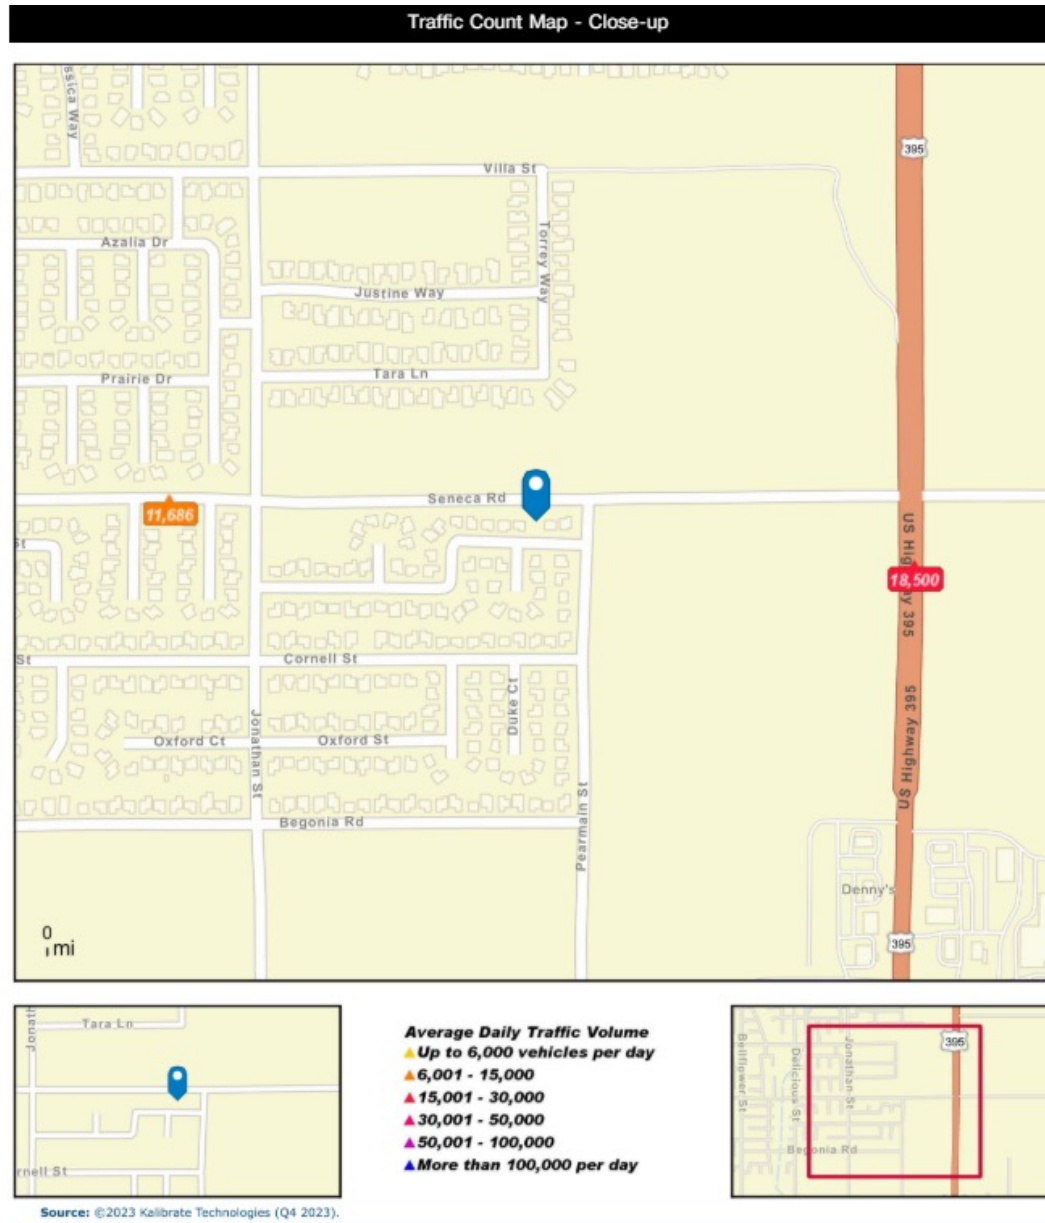 Traffic Count Map - Close-up
ssica Way
395
Villa St
Torrey Way
Azalia Dr
Justine Way
Prairie Dr
Tara Ln
Seneca Rd
11,686
St
US Highway 395
18,500
St
Cornell St
Duke Ct
US Highway 395
Jonathan St
Oxford Ct
Oxford St
Pearmain St
Begonia Rd
Denny's
0
mi
395
Jonath
Tara Ln
rnell St
Average Daily Traffic Volume
Up to 6,000 vehicles per day
6,001 - 15,000
15,001 - 30,000
30,001 - 50,000
50,001 - 100,000
More than 100,000 per day
395
Bellflower St
Delicious St
Jonathan St
Begonia Rd
Source: ©2023 Kalibrate Technologies (Q4 2023).